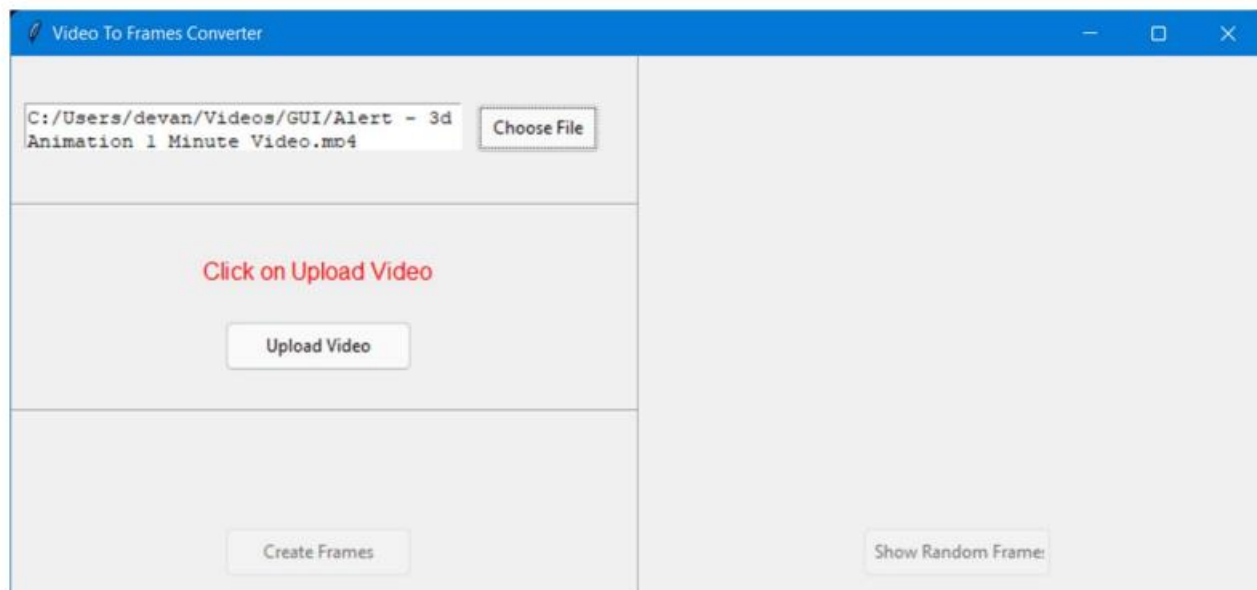 Video To Frames Converter
C:/Users/devan/Videos/GUI/Alert - 3d
Animation 1 Minute Video.mp4
Choose File
Click on Upload Video
Upload Video
Create Frames
Show Random Frame